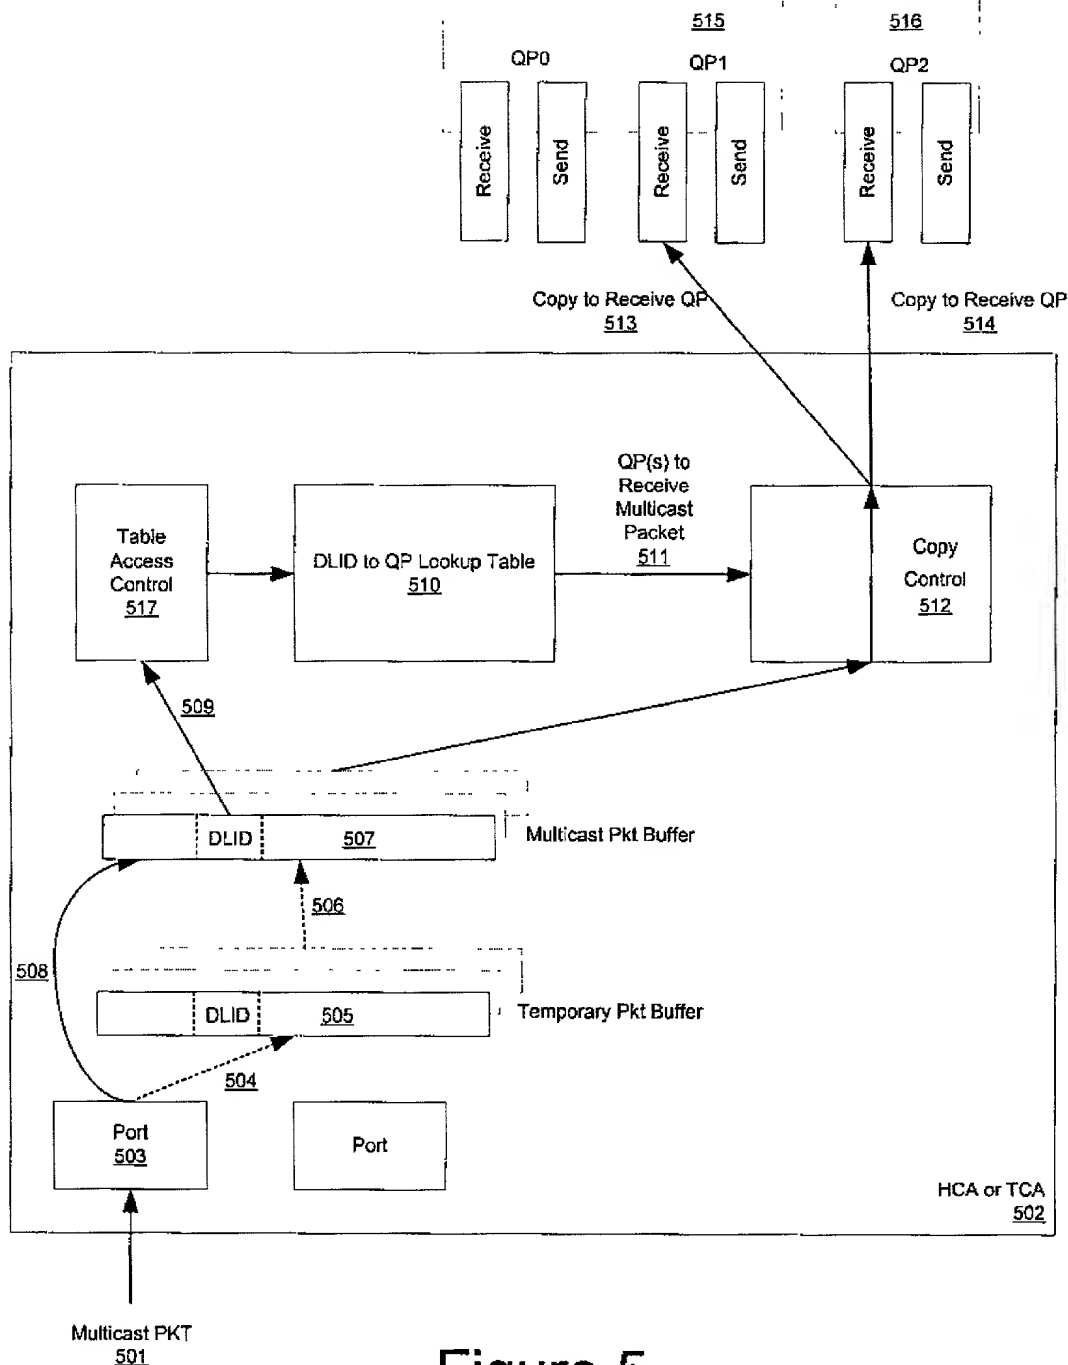 515
516
QP0
QP1
QP2
Receive
Send
Receive
Send
Receive
Send
Copy to Receive QP
513
Copy to Receive QP
514
QP(s) to
Receive
Multicast
Packet
511
Table
Access
Control
517
DLID to QP Lookup Table
510
Copy
Control
512
509
DLID
507
Multicast Pkt Buffer
506
508
DLID
505
Temporary Pkt Buffer
504
Port
503
Port
HCA or TCA
502
Multicast PKT
501
Figure 5